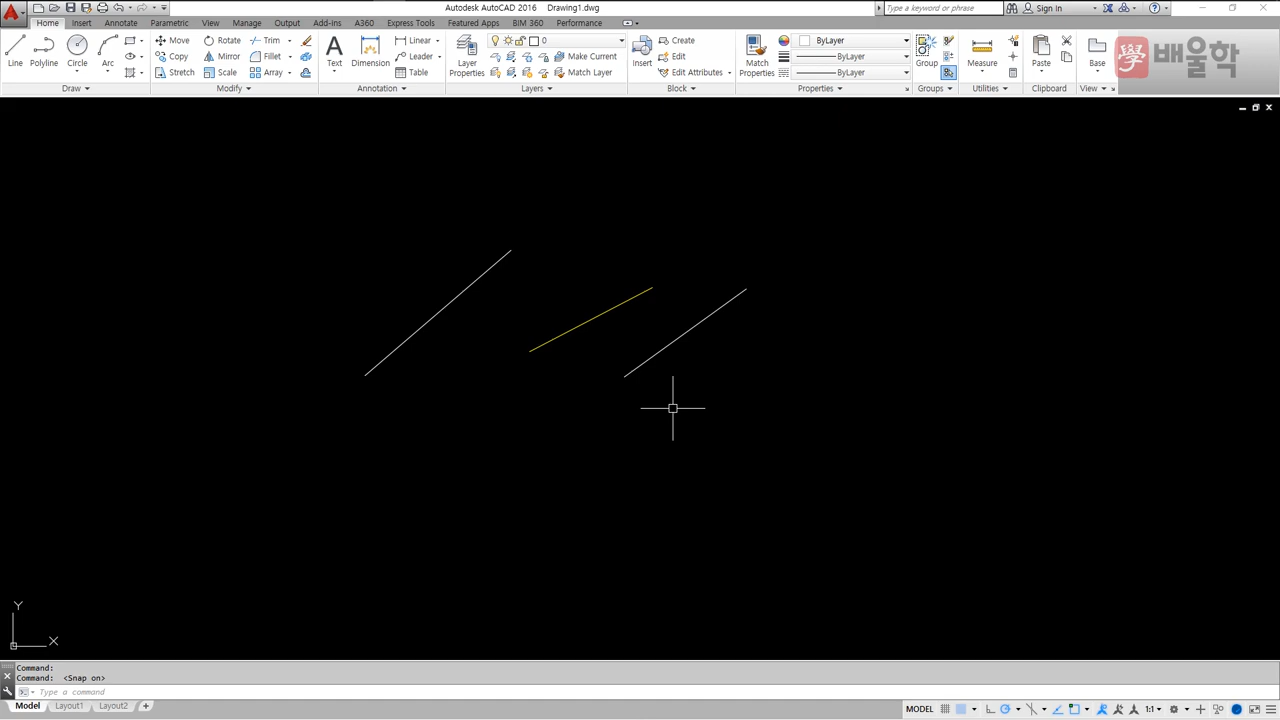 Autodesk AutoCAD 2016 Drawing1.dwg
Type a keyword or phrase
Sign In
Home Insert Annotate Parametric View Manage Output Add-ins A360 Express Tools Featured Apps BIM 360 Performance
Line
Polyline
Circle
Arc
Draw
Move
Rotate
Trim
Copy
Mirror
Fillet
Stretch
Scale
Array
Modify
Text
Dimension
Linear
Leader
Table
Annotation
Layer
Properties
0
Make Current
Match Layer
Layers
Insert
Create
Edit
Edit Attributes
Block
Match
Properties
ByLayer
ByLayer
ByLayer
Properties
Group
Groups
Measure
Utilities
Paste
Clipboard
Base
View
學 배울학
Y
X
Command:
Command: <Snap on>
Type a command
Model Layout1 Layout2
MODEL
1:1